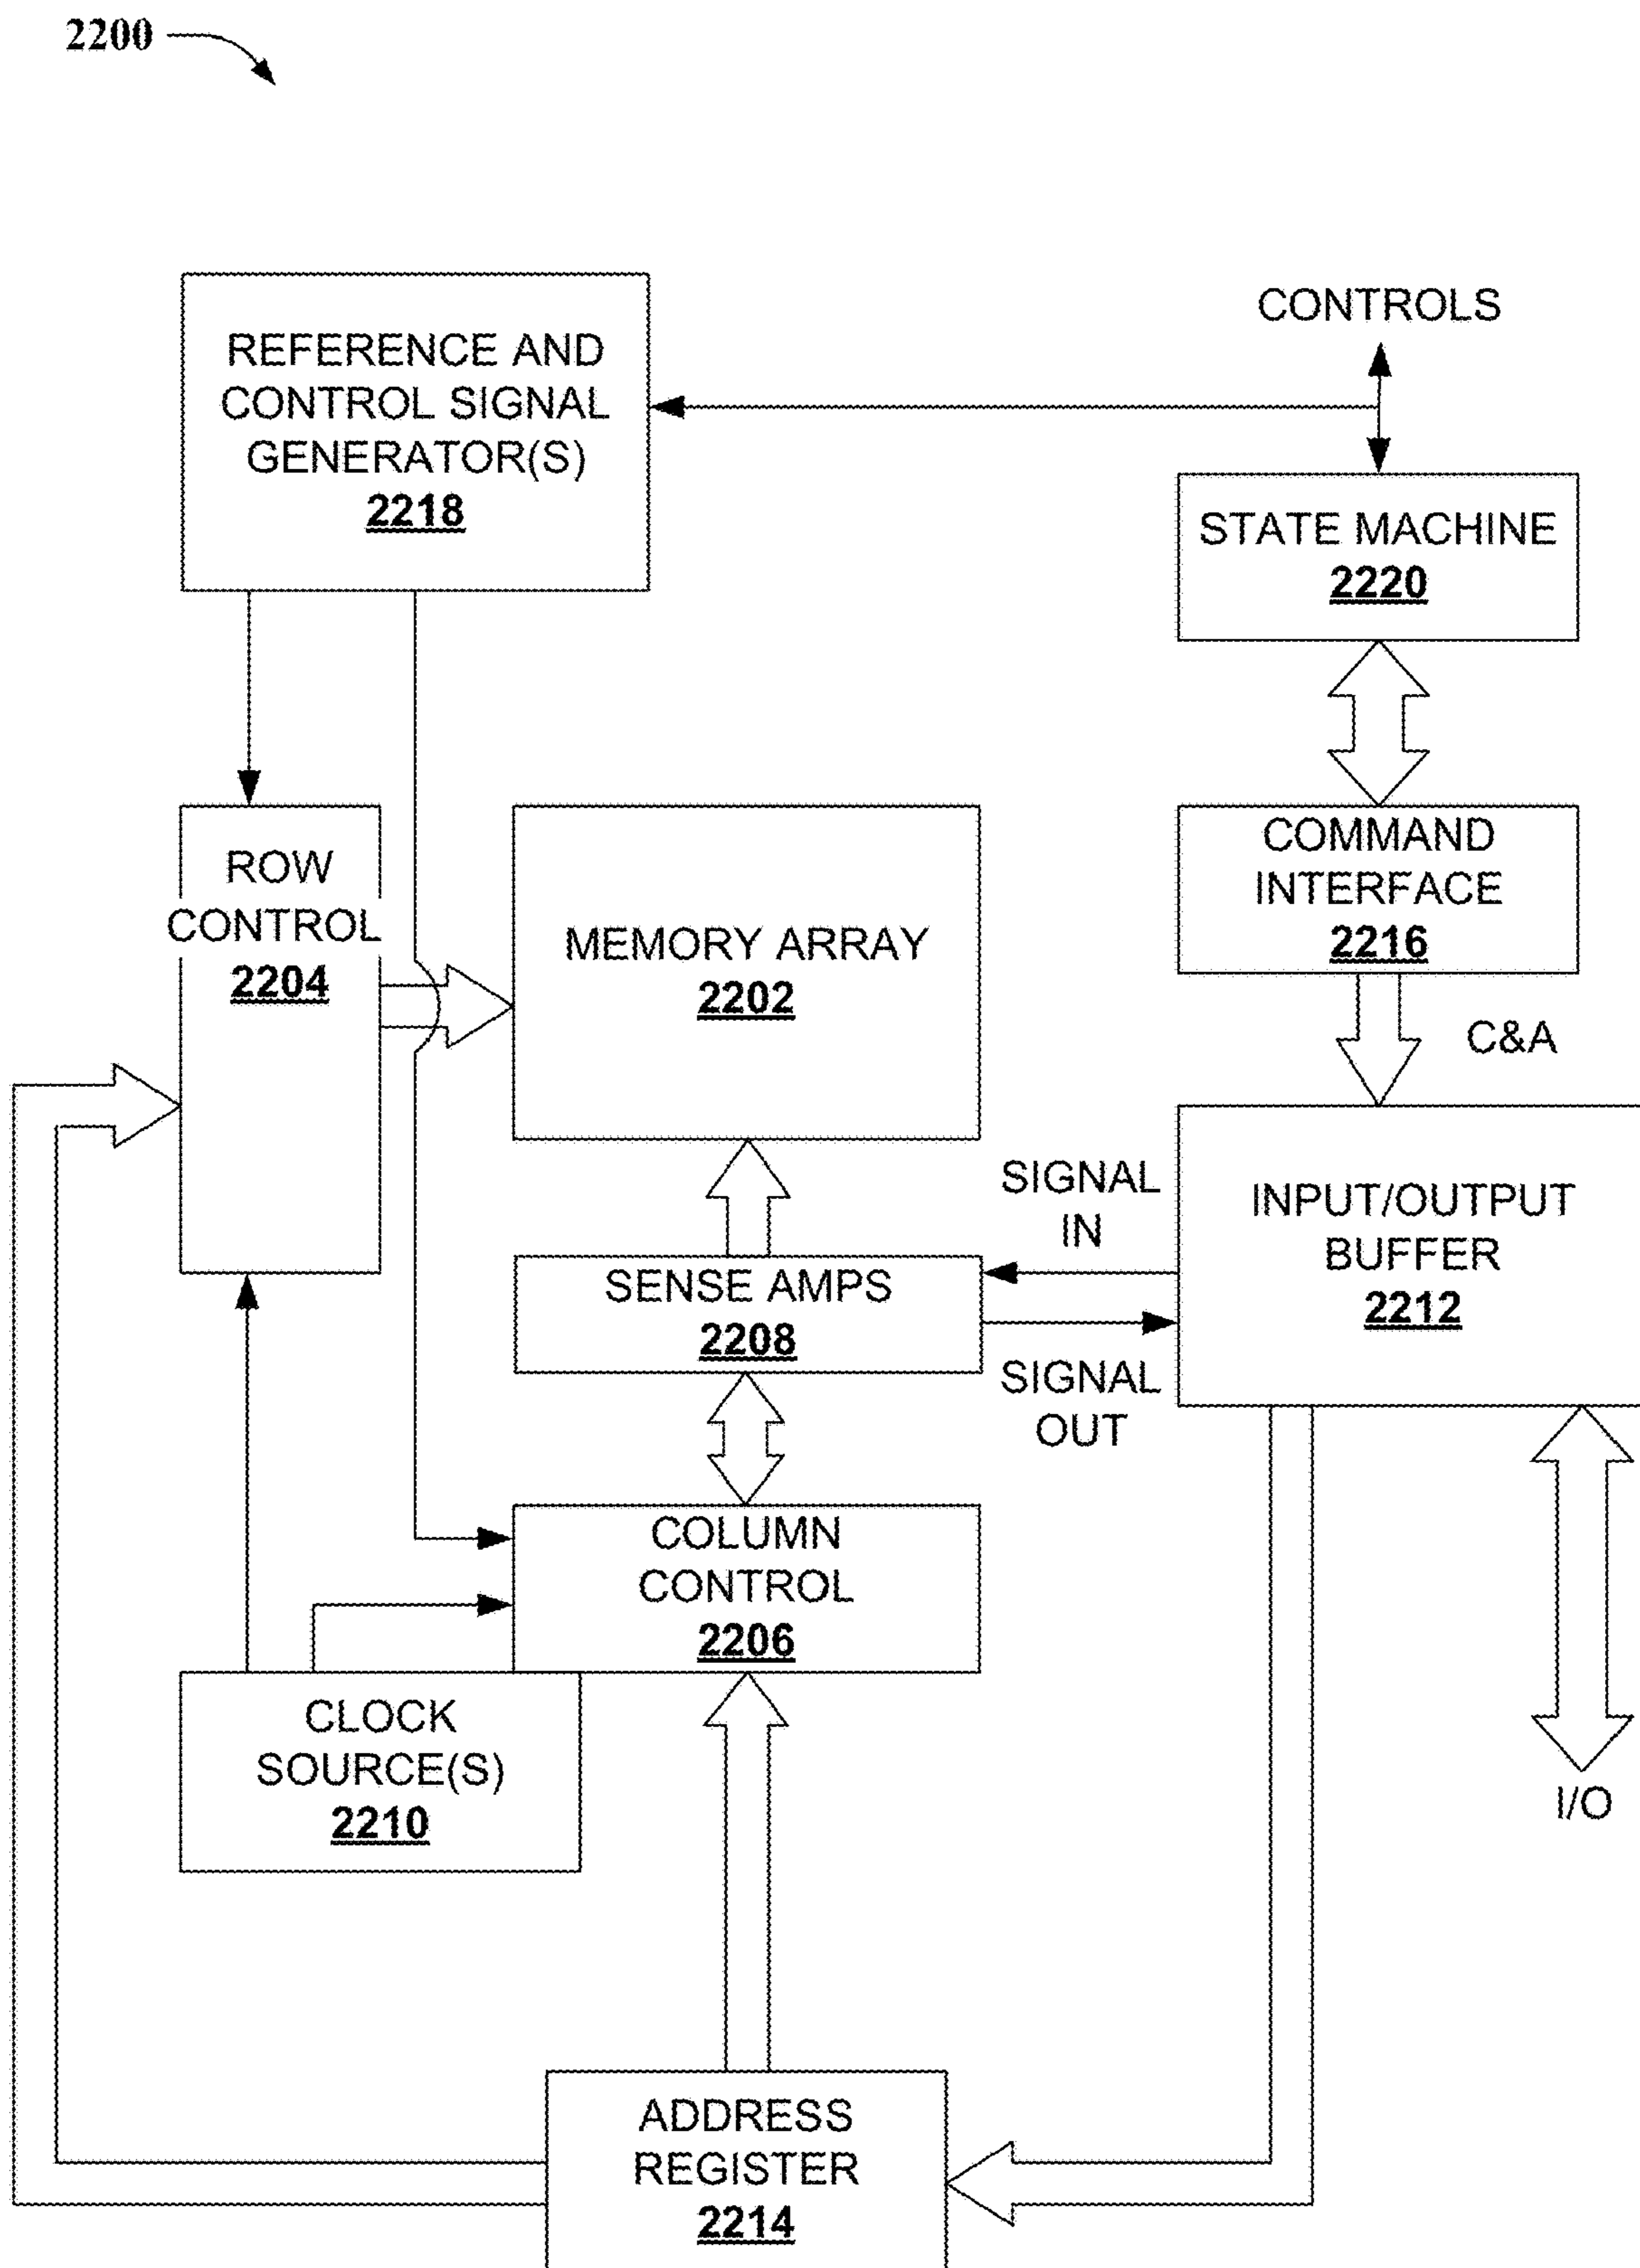 2200
REFERENCE AND
CONTROL SIGNAL
GENERATOR(S)
2218
CONTROLS
STATE MACHINE
2220
ROW
CONTROL
2204
MEMORY ARRAY
2202
COMMAND
INTERFACE
2216
C&A
SIGNAL
IN
INPUT/OUTPUT
BUFFER
2212
SENSE AMPS
2208
SIGNAL
OUT
COLUMN
CONTROL
2206
CLOCK
SOURCE(S)
2210
I/O
ADDRESS
REGISTER
2214